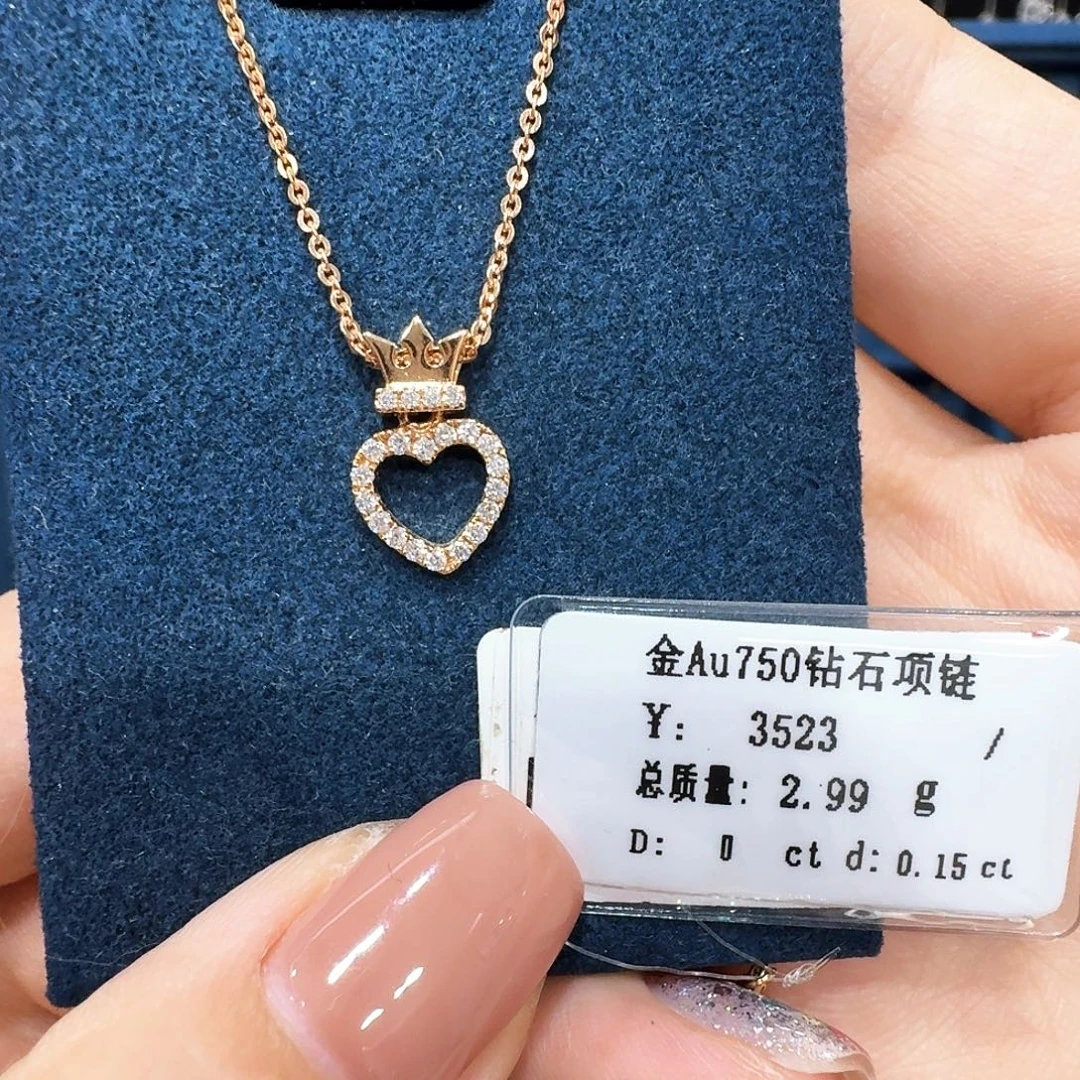 金Au750钻石项链
¥: 3523 /
总质量: 2.99 g
D: 0 ct d: 0.15 ct